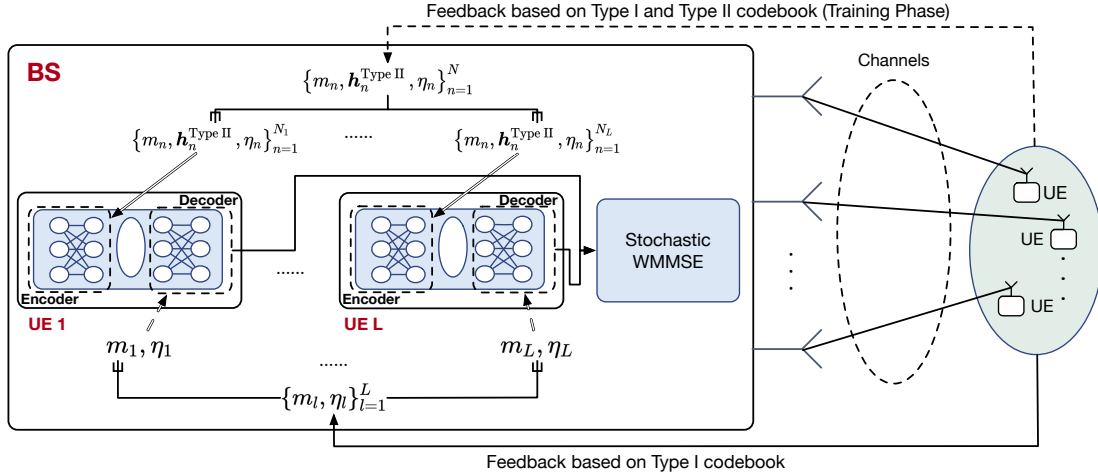 Feedback based on Type I and Type II codebook (Training Phase)
BS
{m_n, h_n^{Type II}, η_n}_{n=1}^{N}
Channels
{m_n, h_n^{Type II}, η_n}_{n=1}^{N_1}
......
{m_n, h_n^{Type II}, η_n}_{n=1}^{N_L}
UE
UE
UE
Decoder
Decoder
Stochastic
WMMSE
......
Encoder
Encoder
UE 1
UE L
m_1, η_1
m_L, η_L
......
{m_l, η_l}_{l=1}^{L}
Feedback based on Type I codebook